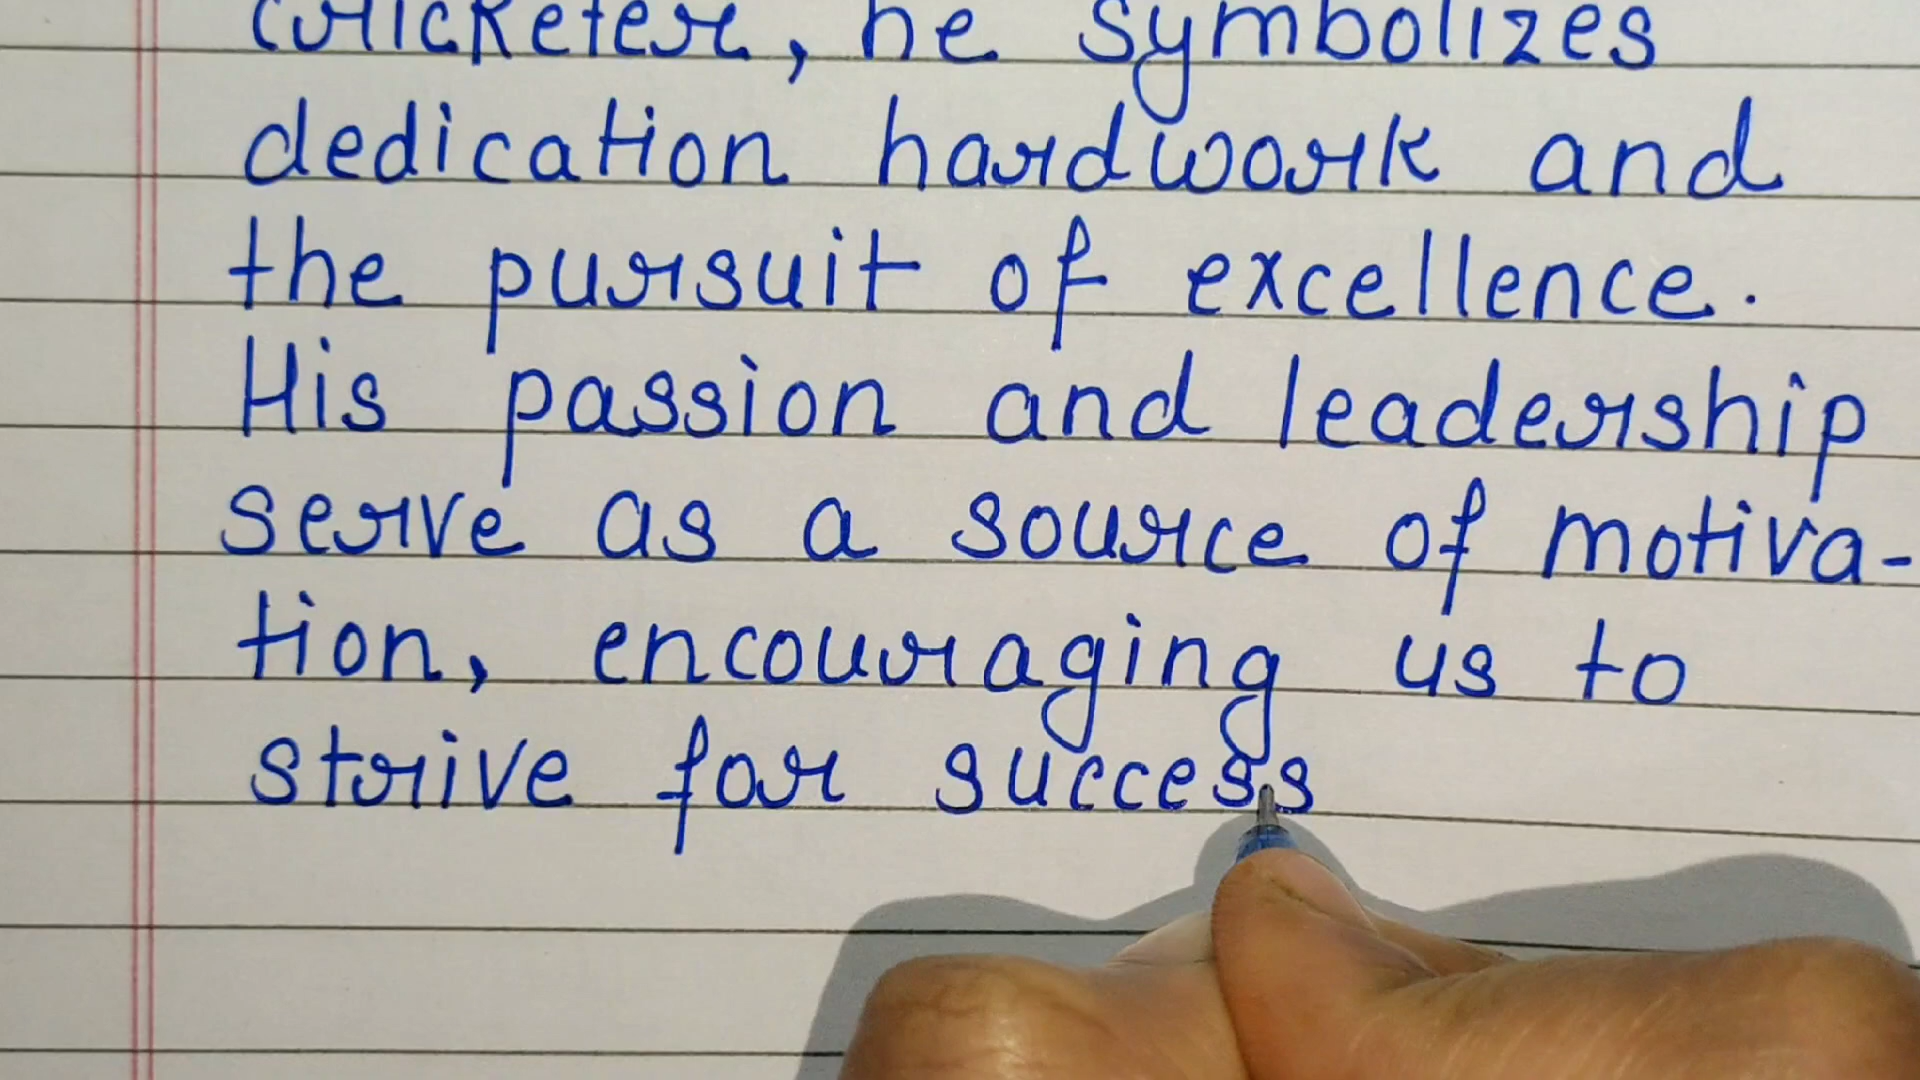 cricketer, he symbolizes
dedication hardwork and
the pursuit of excellence.
His passion and leadership
serve as a source of motiva-
tion, encouraging us to
strive for success